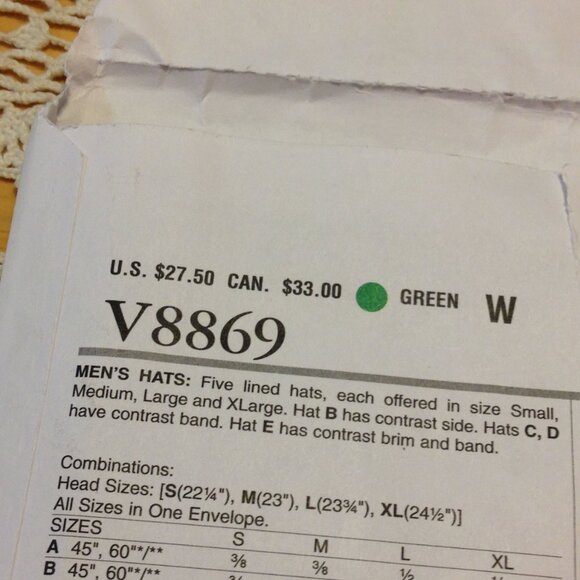 U.S. $27.50 CAN. $33.00 GREEN W
V8869
MEN'S HATS: Five lined hats, each offered in size Small,
Medium, Large and XLarge. Hat B has contrast side. Hats C, D
have contrast band. Hat E has contrast brim and band.
Combinations:
Head Sizes: [S(22¼"), M(23"), L(23¾"), XL(24½")]
All Sizes in One Envelope.
SIZES S M L XL
A 45", 60"*/** ⅜ ⅜ ½
B 45", 60"*/**